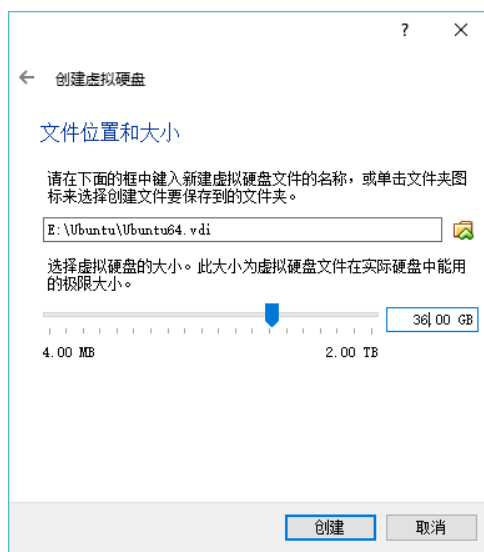 ?
创建虚拟硬盘
文件位置和大小
请在下面的框中键入新建虚拟硬盘文件的名称，或单击文件夹图
标来选择创建文件要保存到的文件夹。
E:\Ubuntu\Ubuntu64.vdi
选择虚拟硬盘的大小。此大小为虚拟硬盘文件在实际硬盘中能用
的极限大小。
36.00 GB
4.00 MB 2.00 TB
创建 取消